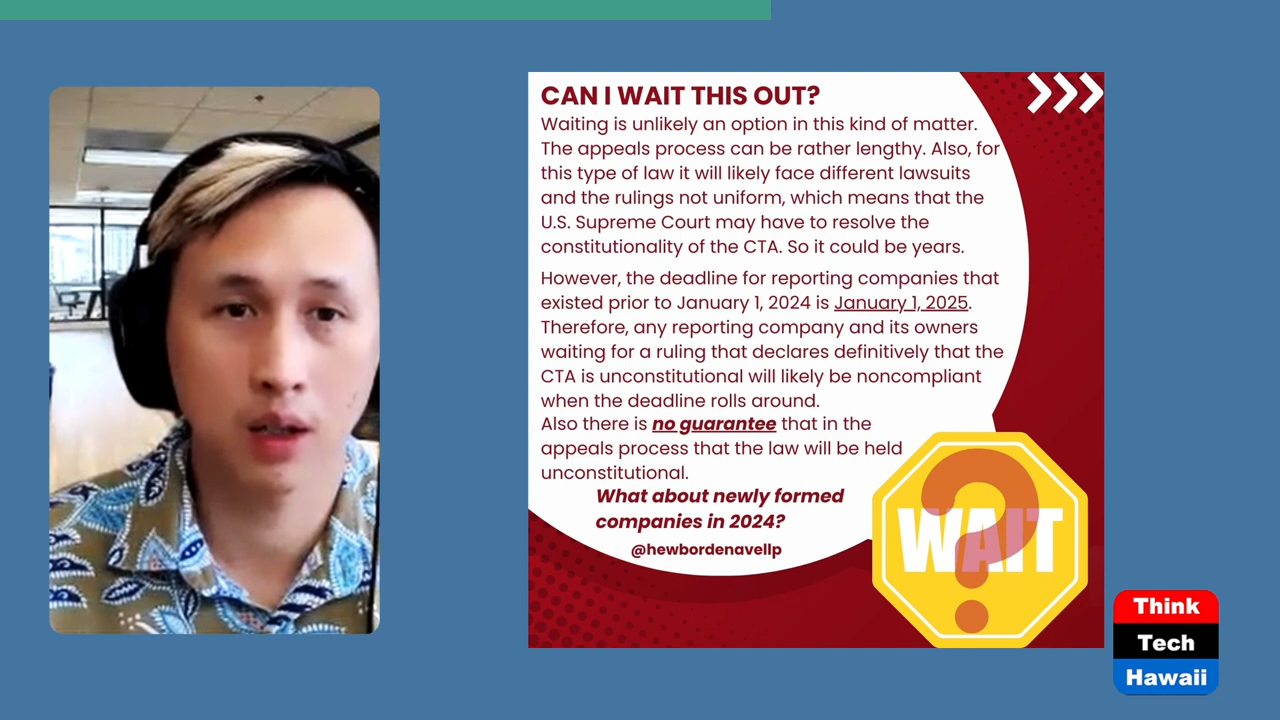 CAN I WAIT THIS OUT?
Waiting is unlikely an option in this kind of matter.
The appeals process can be rather lengthy. Also, for
this type of law it will likely face different lawsuits
and the rulings not uniform, which means that the
U.S. Supreme Court may have to resolve the
constitutionality of the CTA. So it could be years.
However, the deadline for reporting companies that
existed prior to January 1, 2024 is January 1, 2025.
Therefore, any reporting company and its owners
waiting for a ruling that declares definitively that the
CTA is unconstitutional will likely be noncompliant
when the deadline rolls around.
Also there is no guarantee that in the
appeals process that the law will be held
unconstitutional.
What about newly formed
companies in 2024?
@hewbordenavellp
WAIT
?
Think
Tech
Hawaii